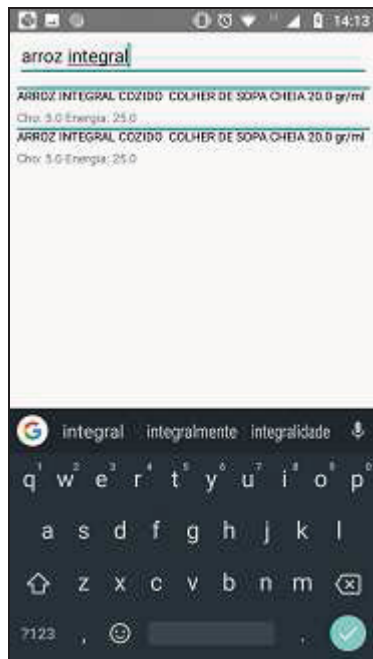 14:13
arroz integral
ARROZ INTEGRAL COZIDO COLHER DE SOPA CHEIA 20.0 gr/ml
Cho: 5.0 Energia: 25.0
ARROZ INTEGRAL COZIDO COLHER DE SOPA CHEIA 20.0 gr/ml
Cho: 5.0 Energia: 25.0
G integral integralmente integralidade
1 2 3 4 5 6 7 8 9 0
q w e r t y u i o p
a s d f g h j k l
z x c v b n m
?123 , .